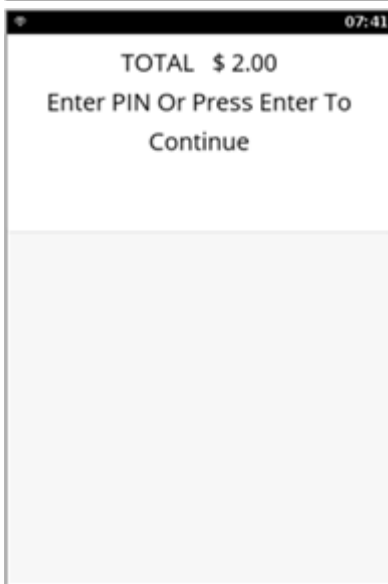 07:41
TOTAL $ 2.00
Enter PIN Or Press Enter To
Continue